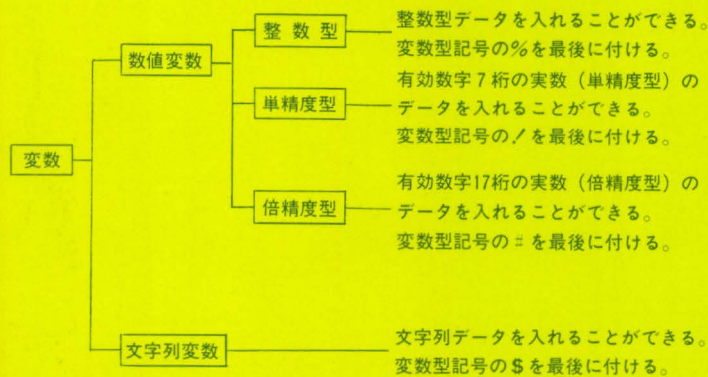 変数
数値変数
整数型
整数型データを入れることができる。
変数型記号の%を最後に付ける。
単精度型
有効数字7桁の実数（単精度型）の
データを入れることができる。
変数型記号の!を最後に付ける。
倍精度型
有効数字17桁の実数（倍精度型）の
データを入れることができる。
変数型記号の#を最後に付ける。
文字列変数
文字列データを入れることができる。
変数型記号の$を最後に付ける。